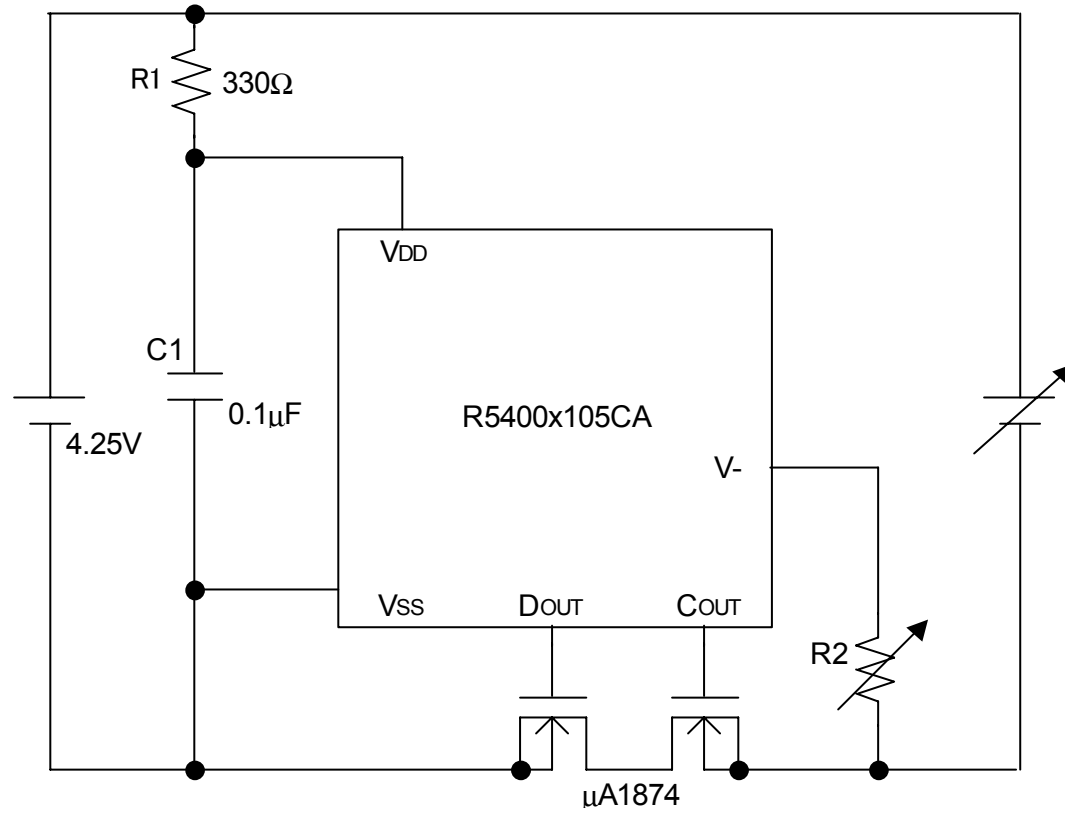 R1
330Ω
VDD
C1
0.1μF
4.25V
R5400x105CA
V-
VSS
DOUT
COUT
R2
μA1874